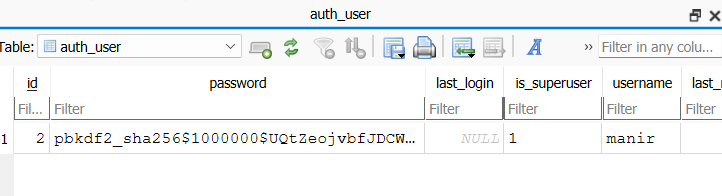 auth_user
Table: auth_user » Filter in any colu...
id password last_login is_superuser username last_
Fil... Filter Filter Filter Filter Filter
1 2 pbkdf2_sha256$1000000$UQtZeojvbfJDCW... NULL 1 manir